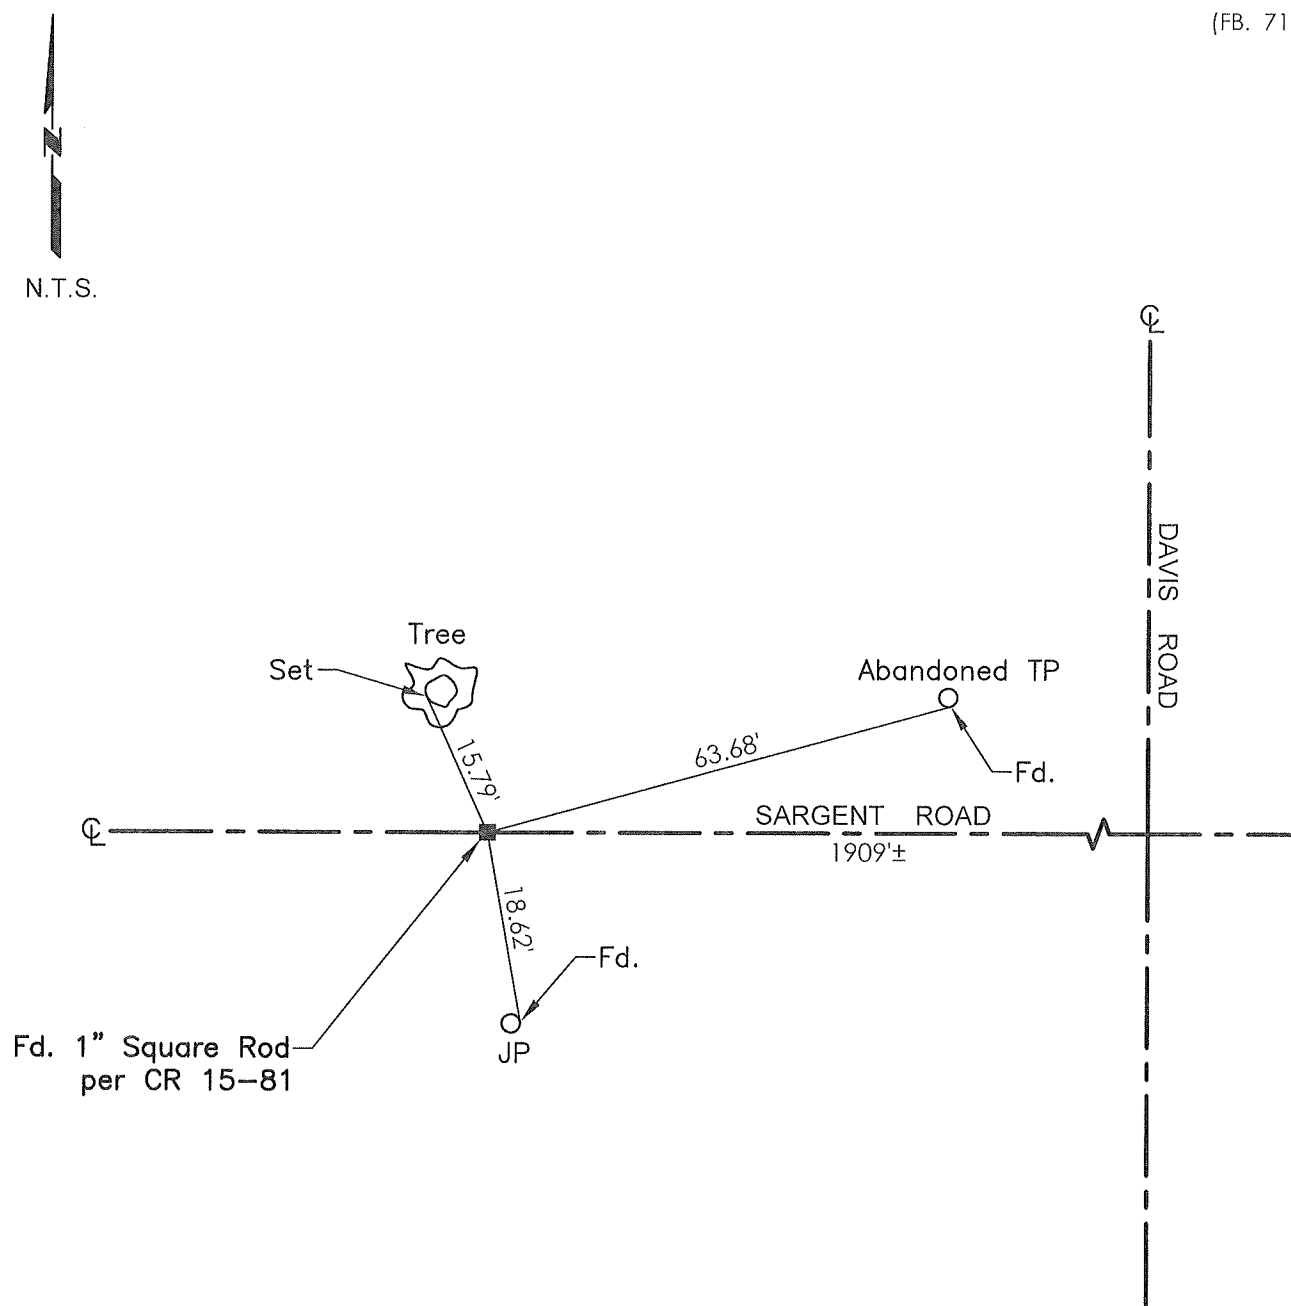 (FB. 71
N
N.T.S.
℄
DAVIS ROAD
Tree
Set
Abandoned TP
15.79'
63.68'
Fd.
SARGENT ROAD
℄
1909'±
18.62'
Fd.
Fd. 1” Square Rod
per CR 15–81
JP